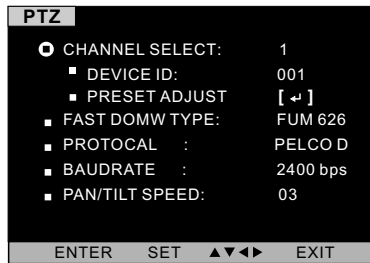 PTZ
CHANNEL SELECT: 1
DEVICE ID: 001
PRESET ADJUST [ ↵ ]
FAST DOMW TYPE: FUM 626
PROTOCAL : PELCO D
BAUDRATE : 2400 bps
PAN/TILT SPEED: 03
ENTER SET ▲▼◀▶ EXIT